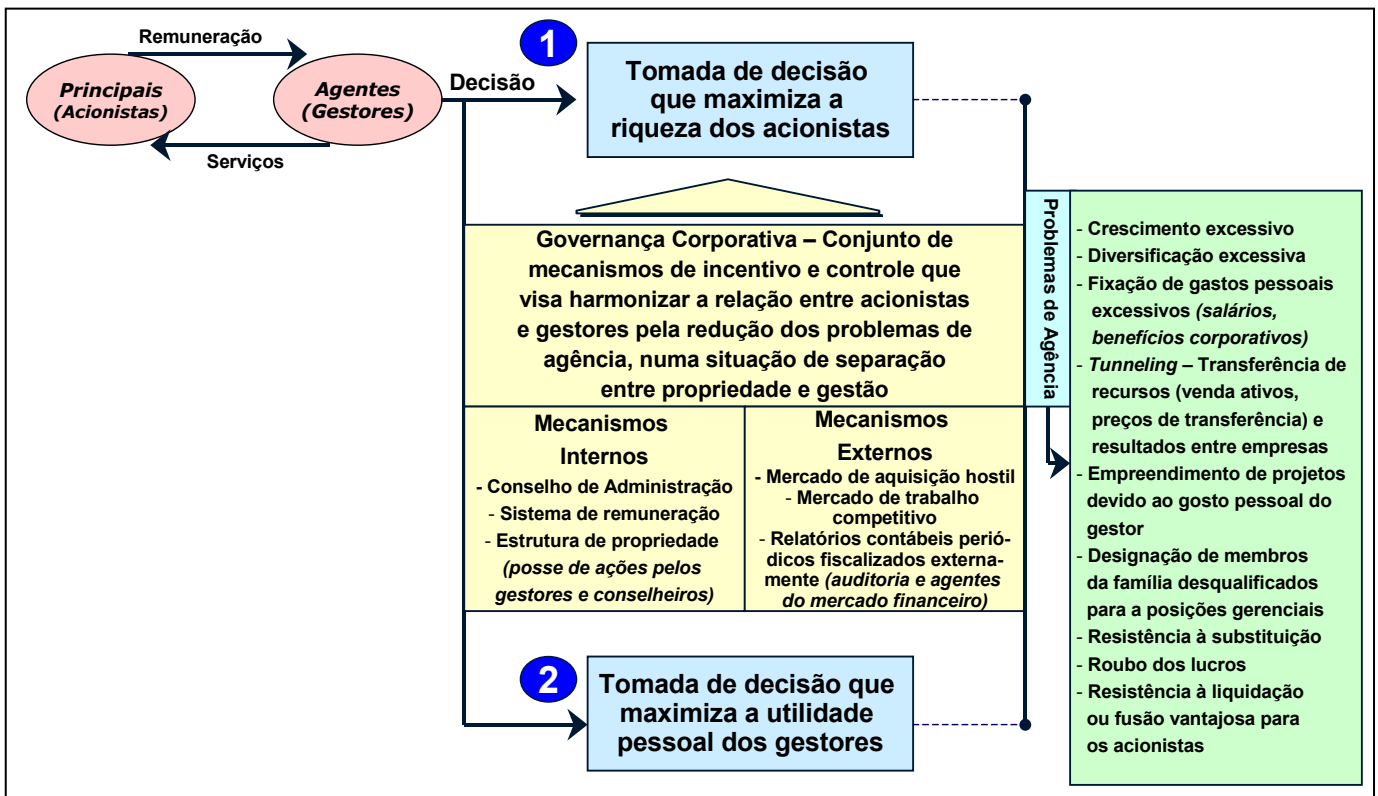 Remuneração
Principais
(Acionistas)
Agentes
(Gestores)
Serviços
Decisão
1
Tomada de decisão
que maximiza a
riqueza dos acionistas
Governança Corporativa – Conjunto de
mecanismos de incentivo e controle que
visa harmonizar a relação entre acionistas
e gestores pela redução dos problemas de
agência, numa situação de separação
entre propriedade e gestão
Mecanismos
Internos
- Conselho de Administração
- Sistema de remuneração
- Estrutura de propriedade
(posse de ações pelos
gestores e conselheiros)
Mecanismos
Externos
- Mercado de aquisição hostil
- Mercado de trabalho
competitivo
- Relatórios contábeis perió-
dicos fiscalizados externa-
mente (auditoria e agentes
do mercado financeiro)
2
Tomada de decisão que
maximiza a utilidade
pessoal dos gestores
Problemas de Agência
- Crescimento excessivo
- Diversificação excessiva
- Fixação de gastos pessoais
excessivos (salários,
benefícios corporativos)
- Tunneling – Transferência de
recursos (venda ativos,
preços de transferência) e
resultados entre empresas
- Empreendimento de projetos
devido ao gosto pessoal do
gestor
- Designação de membros
da família desqualificados
para a posições gerenciais
- Resistência à substituição
- Roubo dos lucros
- Resistência à liquidação
ou fusão vantajosa para
os acionistas